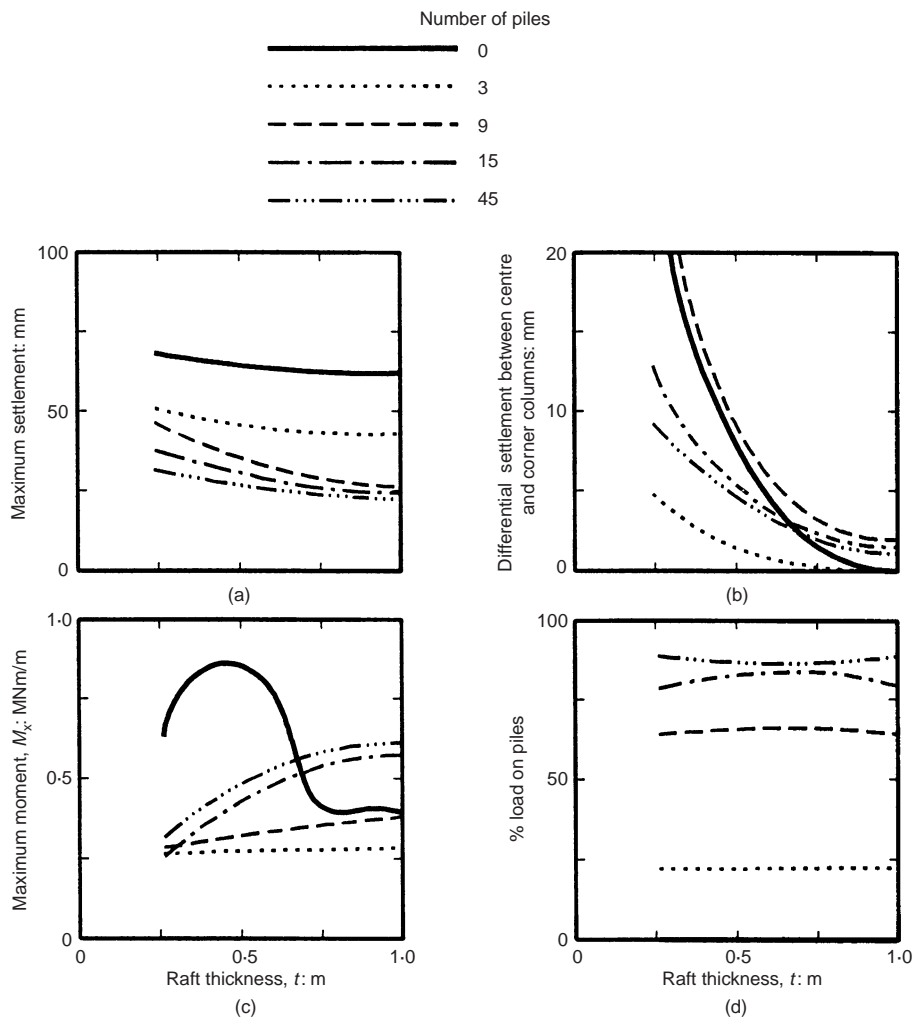 Number of piles
0
3
9
15
45
100
50
0
Maximum settlement: mm
(a)
20
10
0
Differential settlement between centre
and corner columns: mm
(b)
1·0
0·5
0
Maximum moment, Mx: MNm/m
0 0·5 1·0
Raft thickness, t: m
(c)
100
50
0
% load on piles
0 0·5 1·0
Raft thickness, t: m
(d)